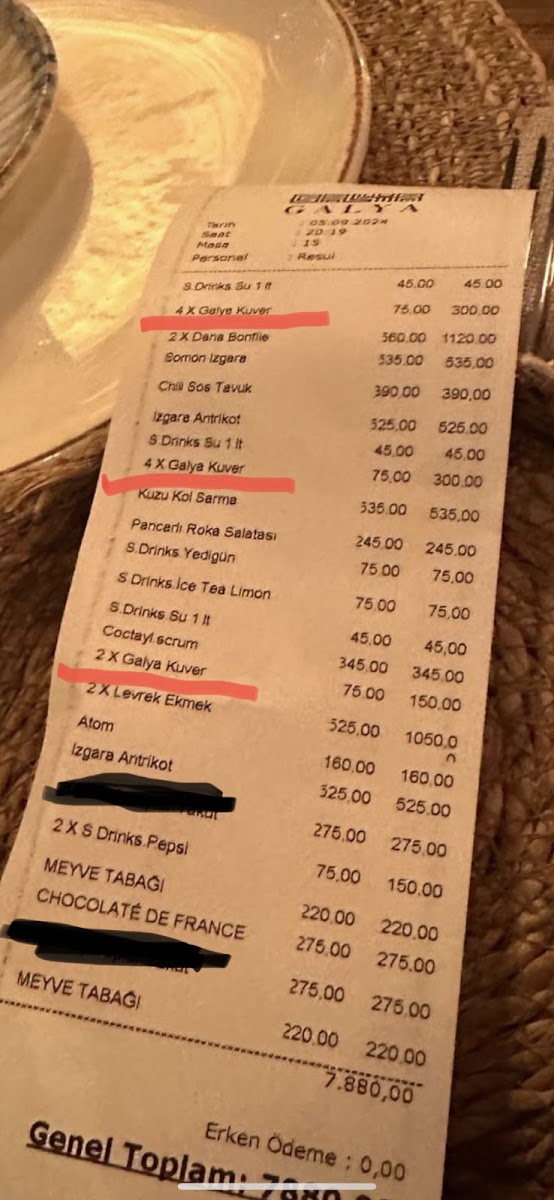 GALYA
Tarih : 05.09.2024
Saat : 20:19
Masa : 15
Personel : Resul
S.Drinks Su 1 lt 45.00 45.00
4 X Galya Kuver 75.00 300.00
2 X Dana Bonfile 560.00 1120.00
Somon Izgara 535.00 535.00
Chili Sos Tavuk 390.00 390,00
Izgara Antrikot 525.00 525.00
S Drinks Su 1 lt 45.00 45.00
4 X Galya Kuver 75.00 300.00
Kuzu Kol Sarma 535.00 535,00
Pancarlı Roka Salatası 245.00 245.00
S.Drinks.Yedigün 75.00 75,00
S Drinks.İce Tea Limon 75.00 75,00
S.Drinks.Su 1 lt 45.00 45,00
Coctayl.scrum 345.00 345.00
2 X Galya Kuver 75.00 150.00
2 X Levrek Ekmek 525.00 1050,0
0
Atom 160.00 160.00
Izgara Antrikot 525.00 525.00
275.00 275.00
2 X S Drinks.Pepsi 75.00 150.00
MEYVE TABAĞI 220.00 220.00
CHOCOLATÉ DE FRANCE 275.00 275.00
275.00 275.00
MEYVE TABAĞI 220.00 220.00
7.880,00
Erken Ödeme : 0,00
Genel Toplam: 7880